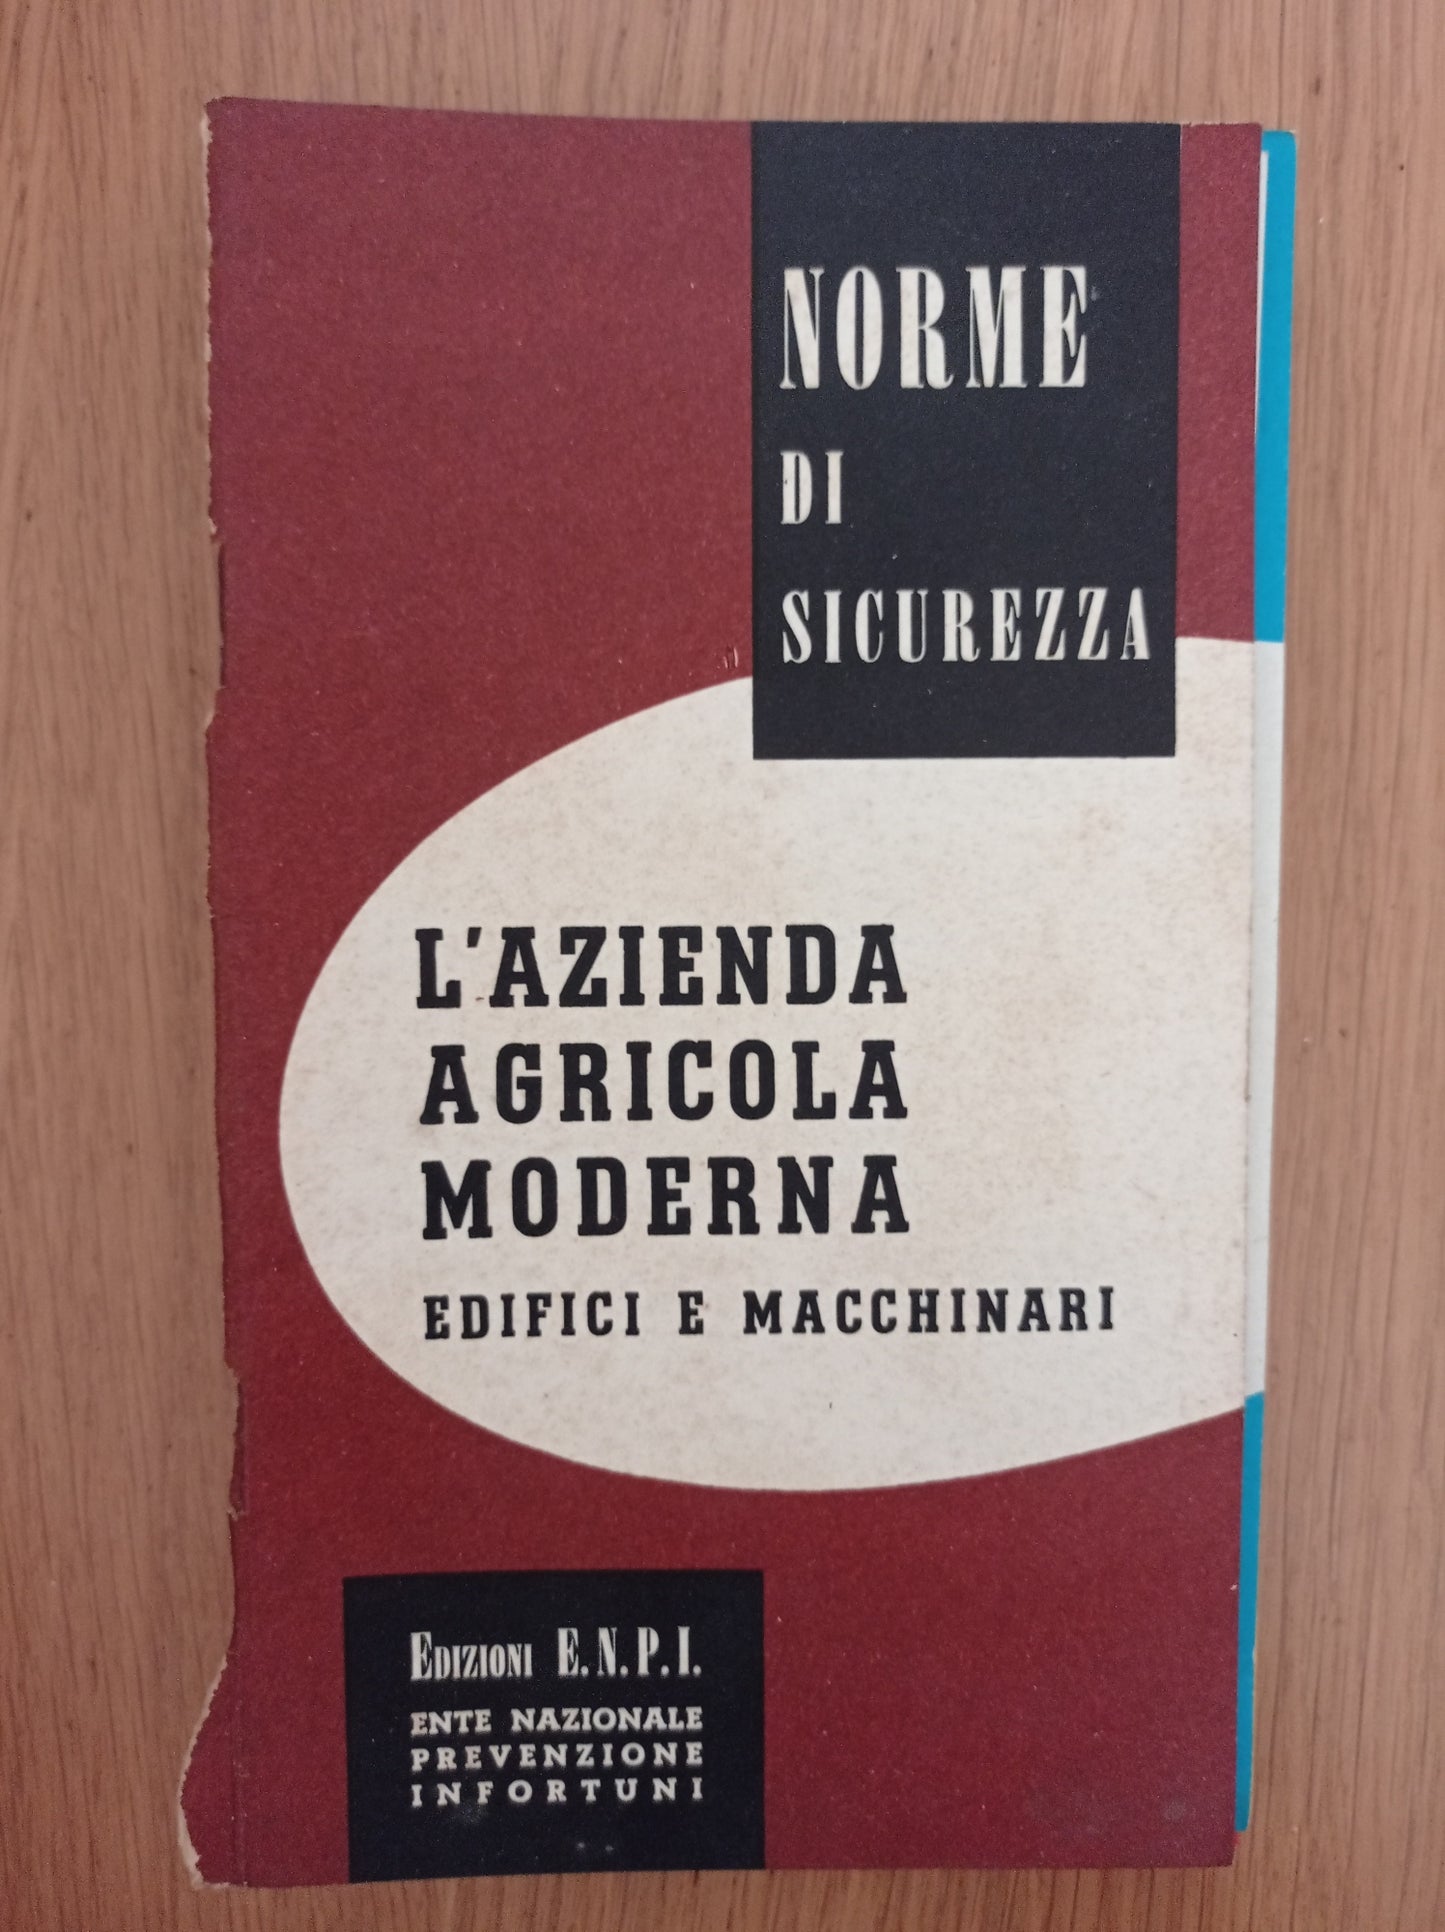 NORME
DI
SICUREZZA
L'AZIENDA
AGRICOLA
MODERNA
EDIFICI E MACCHINARI
EDIZIONI E.N.P.I.
ENTE NAZIONALE
PREVENZIONE
INFORTUNI